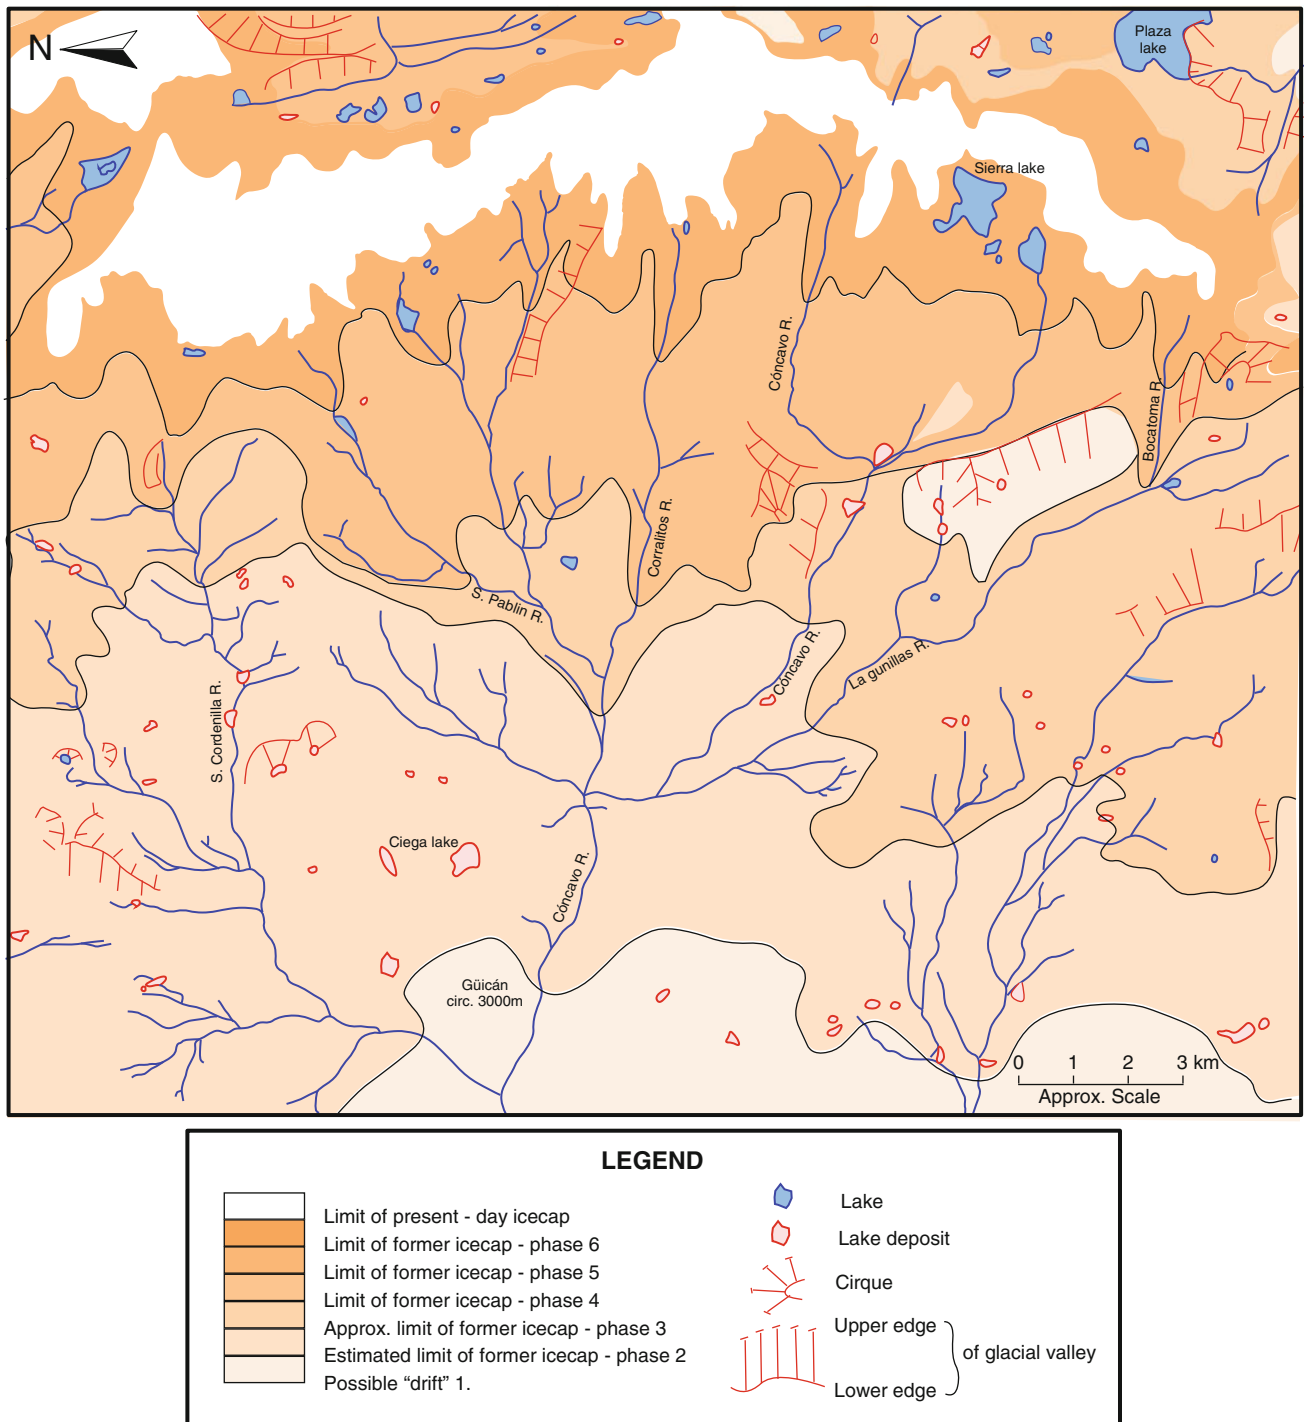 N
Plaza
lake
Sierra lake
Cóncavo R.
Bocatoma R.
Corralitos R.
S. Pablin R.
Cóncavo R.
La gunillas R.
S. Cordenilla R.
Ciega lake
Cóncavo R.
Güicán
circ. 3000m
0 1 2 3 km
Approx. Scale
LEGEND
Limit of present - day icecap
Limit of former icecap - phase 6
Limit of former icecap - phase 5
Limit of former icecap - phase 4
Approx. limit of former icecap - phase 3
Estimated limit of former icecap - phase 2
Possible “drift” 1.
Lake
Lake deposit
Cirque
Upper edge
of glacial valley
Lower edge